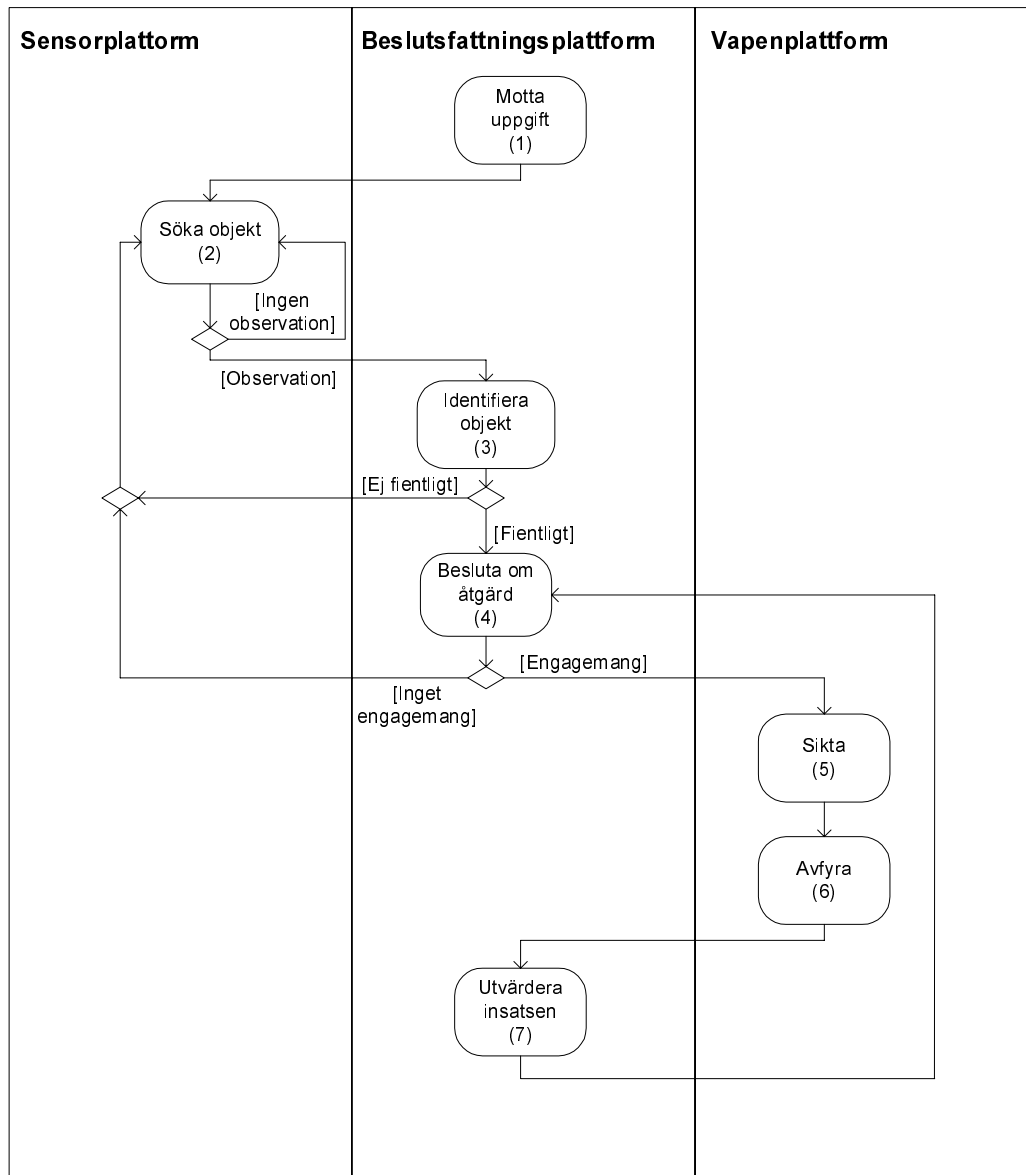 Sensorplattorm
Beslutsfattningsplattform
Vapenplattform
Motta
uppgift
(1)
Söka objekt
(2)
[Ingen
observation]
[Observation]
Identifiera
objekt
(3)
[Ej fientligt]
[Fientligt]
Besluta om
åtgärd
(4)
[Engagemang]
[Inget
engagemang]
Sikta
(5)
Avfyra
(6)
Utvärdera
insatsen
(7)